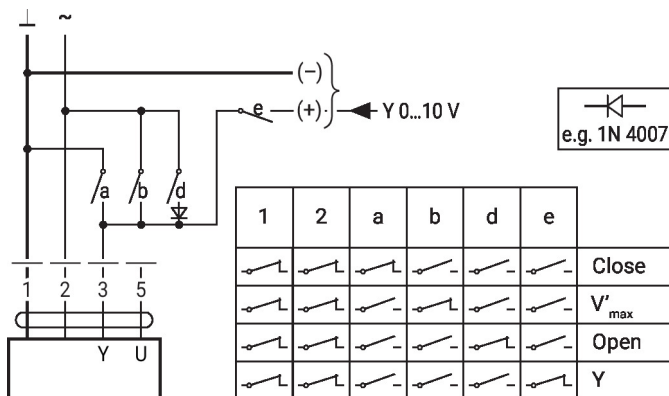 ⊥ ~
(–)
e (+) Y 0...10 V
a b d
e.g. 1N 4007
1 2 a b d e
Close
V'max
Open
Y
1 2 3 5
Y U